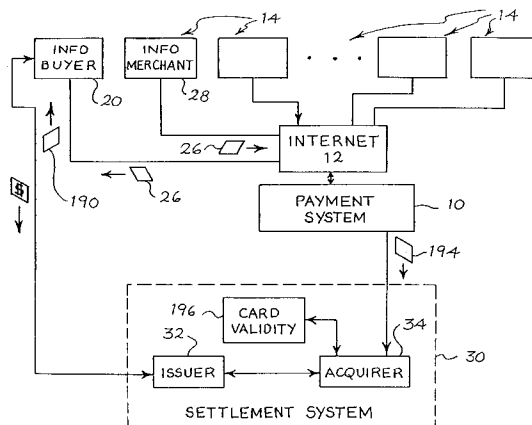 14
14
14
INFO
BUYER
20
INFO
MERCHANT
28
. . .
190
26
26
INTERNET
12
$
PAYMENT
SYSTEM
10
194
196
CARD
VALIDITY
32
ISSUER
34
ACQUIRER
30
SETTLEMENT SYSTEM